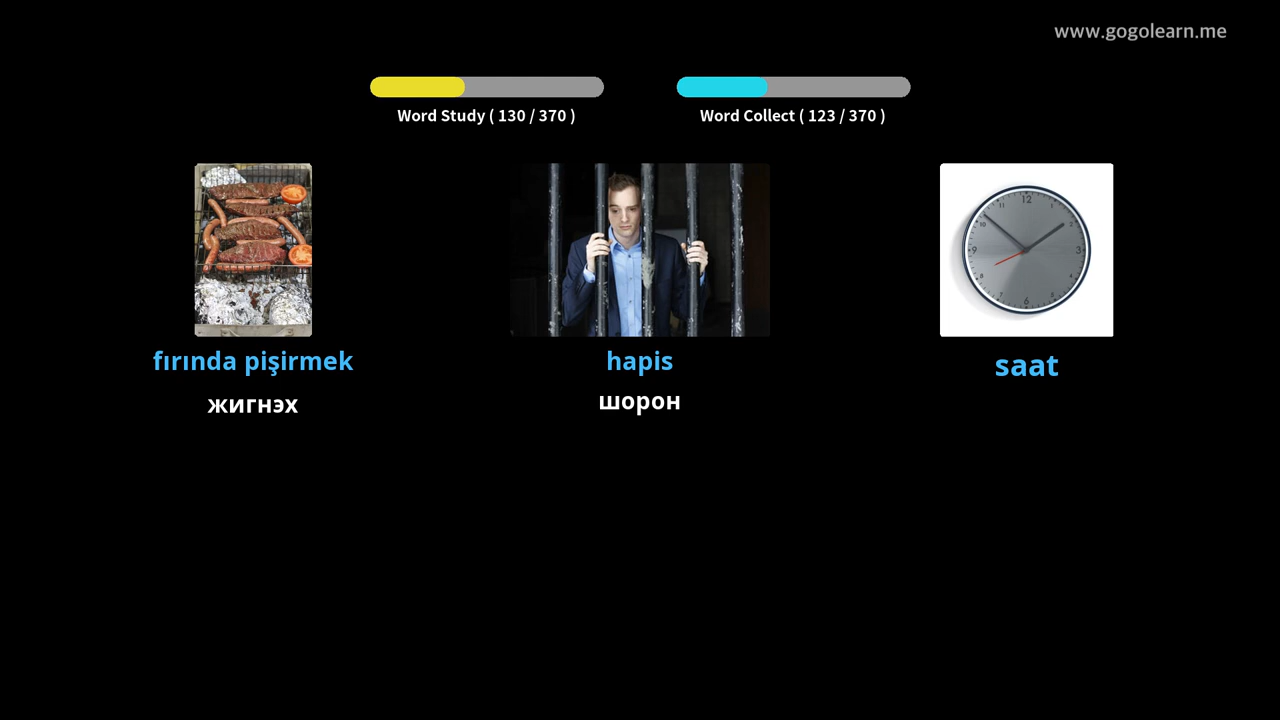 www.gogolearn.me
Word Study ( 130 / 370 )
Word Collect ( 123 / 370 )
fırında pişirmek
hapis
saat
жигнэх
шорон